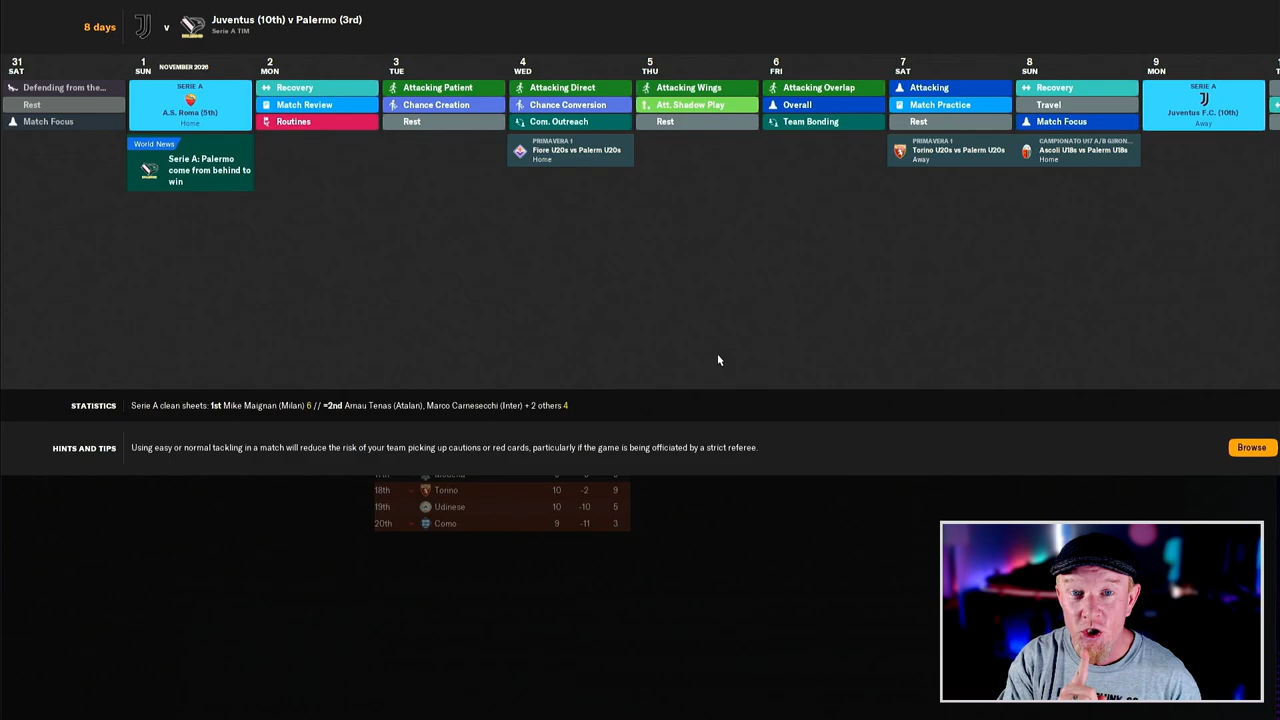 8 days
v
Juventus (10th) v Palermo (3rd)
Serie A TIM
31
SAT
1
SUN
NOVEMBER 2026
2
MON
3
TUE
4
WED
5
THU
6
FRI
7
SAT
8
SUN
9
MON
Defending from the...
Rest
Match Focus
SERIE A
A.S. Roma (5th)
Home
World News
Serie A: Palermo
come from behind to
win
Recovery
Match Review
Routines
Attacking Patient
Chance Creation
Rest
Attacking Direct
Chance Conversion
Com. Outreach
PRIMAVERA 1
Fiore U20s vs Palerm U20s
Home
Attacking Wings
Att. Shadow Play
Rest
Attacking Overlap
Overall
Team Bonding
Attacking
Match Practice
Rest
PRIMAVERA 1
Torino U20s vs Palerm U20s
Away
Recovery
Travel
Match Focus
CAMPIONATO U17 A/B GIRON...
Ascoli U18s vs Palerm U18s
Home
SERIE A
Juventus F.C. (10th)
Away
STATISTICS
Serie A clean sheets: 1st Mike Maignan (Milan) 6 // =2nd Arnau Tenas (Atalan), Marco Carnesecchi (Inter) + 2 others 4
HINTS AND TIPS
Using easy or normal tackling in a match will reduce the risk of your team picking up cautions or red cards, particularly if the game is being officiated by a strict referee.
Browse
18th Torino 10 -2 9
19th Udinese 10 -10 5
20th Como 9 -11 3